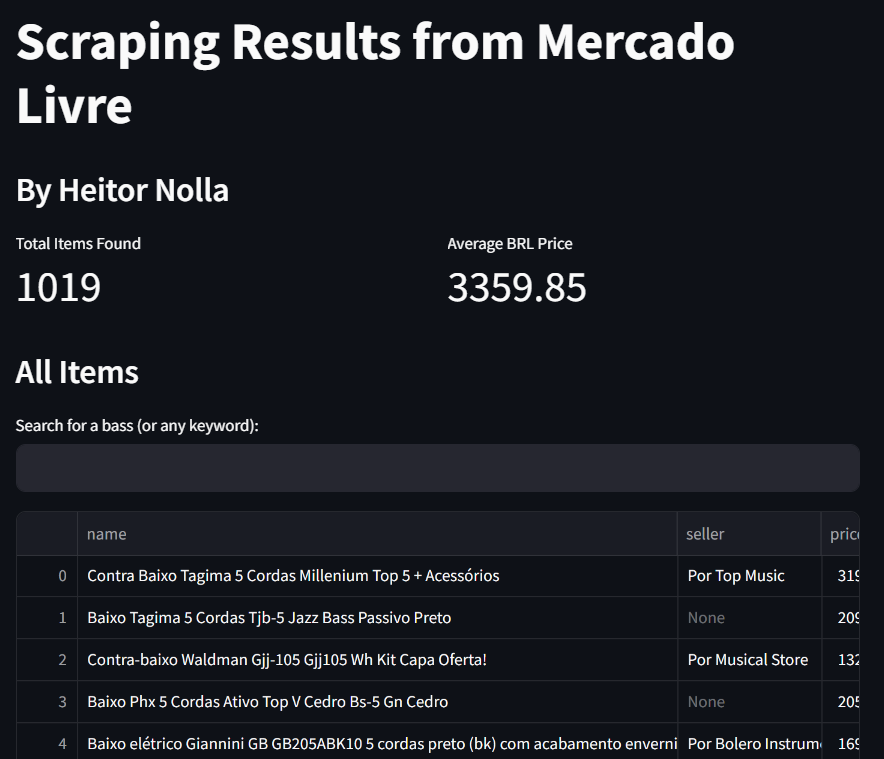 Scraping Results from Mercado
Livre
By Heitor Nolla
Total Items Found
Average BRL Price
1019
3359.85
All Items
Search for a bass (or any keyword):
name seller
0 Contra Baixo Tagima 5 Cordas Millenium Top 5 + Acessórios Por Top Music 319
1 Baixo Tagima 5 Cordas Tjb-5 Jazz Bass Passivo Preto None 209
2 Contra-baixo Waldman Gjj-105 Gjj105 Wh Kit Capa Oferta! Por Musical Store 132
3 Baixo Phx 5 Cordas Ativo Top V Cedro Bs-5 Gn Cedro None 205
4 Baixo elétrico Giannini GB GB205ABK10 5 cordas preto (bk) com acabamento enverni Por Bolero Instrum 169